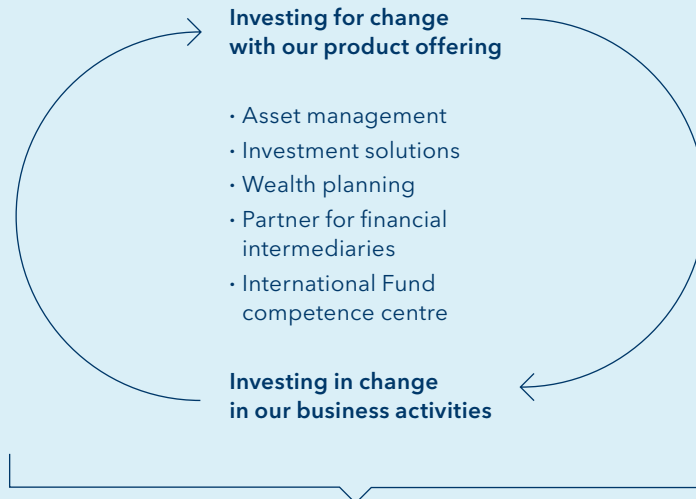 Investing for change
with our product offering
· Asset management
· Investment solutions
· Wealth planning
· Partner for financial
intermediaries
· International Fund
competence centre
Investing in change
in our business activities